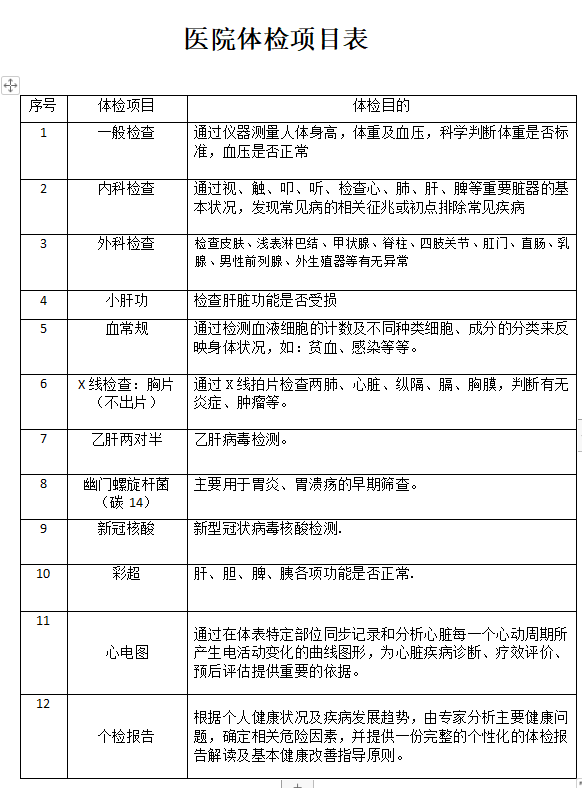 医院体检项目表
序号 体检项目 体检目的
1 一般检查 通过仪器测量人体身高，体重及血压，科学判断体重是否标
准，血压是否正常
2 内科检查 通过视、触、叩、听、检查心、肺、肝、脾等重要脏器的基
本状况，发现常见病的相关征兆或初点排除常见疾病
3 外科检查 检查皮肤、浅表淋巴结、甲状腺、脊柱、四肢关节、肛门、直肠、乳
腺、男性前列腺、外生殖器等有无异常
4 小肝功 检查肝脏功能是否受损
5 血常规 通过检测血液细胞的计数及不同种类细胞、成分的分类来反
映身体状况，如：贫血、感染等等。
6 X线检查：胸片 通过X线拍片检查两肺、心脏、纵隔、膈、胸膜，判断有无
（不出片） 炎症、肿瘤等。
7 乙肝两对半 乙肝病毒检测。
8 幽门螺旋杆菌 主要用于胃炎、胃溃疡的早期筛查。
（碳 14）
9 新冠核酸 新型冠状病毒核酸检测.
10 彩超 肝、胆、脾、胰各项功能是否正常.
11 心电图 通过在体表特定部位同步记录和分析心脏每一个心动周期所
产生电活动变化的曲线图形，为心脏疾病诊断、疗效评价、
预后评估提供重要的依据。
12 个检报告 根据个人健康状况及疾病发展趋势，由专家分析主要健康问
题，确定相关危险因素，并提供一份完整的个性化的体检报
告解读及基本健康改善指导原则。